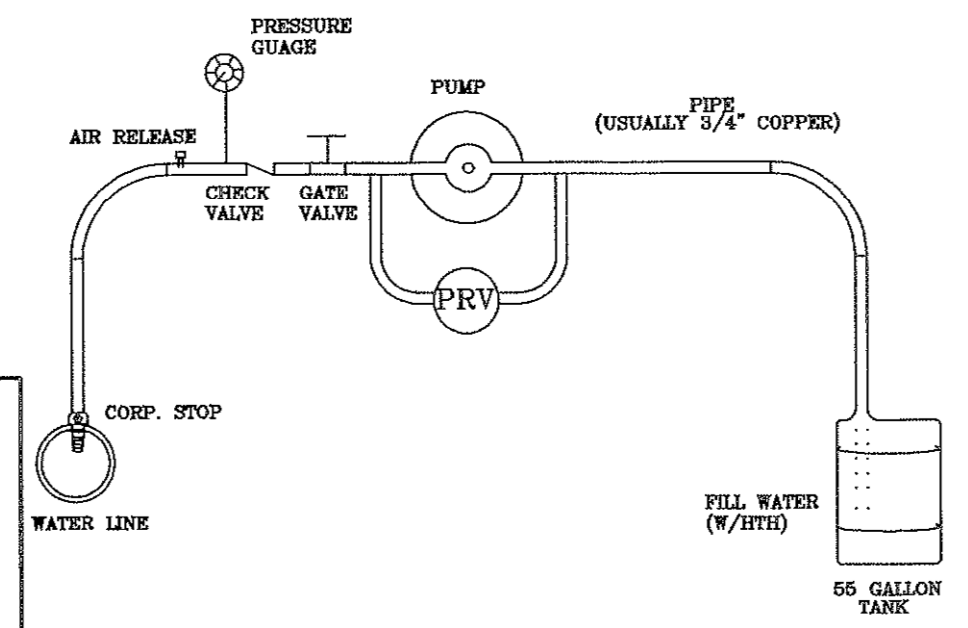 PRESSURE
GUAGE
PUMP
PIPE
(USUALLY 3/4" COPPER)
AIR RELEASE
CHECK
VALVE
GATE
VALVE
PRV
CORP. STOP
WATER LINE
FILL WATER
(W/HTH)
55 GALLON
TANK